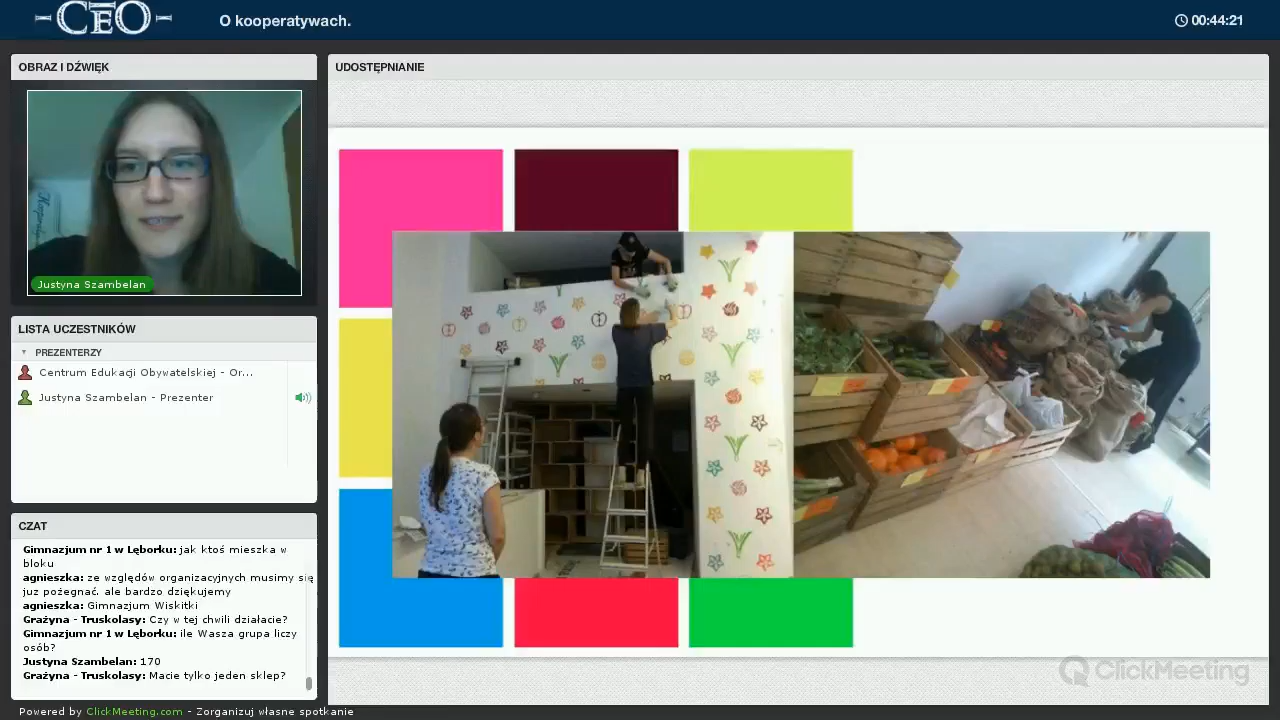 CEO
O kooperatywach.
00:44:21
OBRAZ I DŹWIĘK
UDOSTĘPNIANIE
Justyna Szambelan
LISTA UCZESTNIKÓW
PREZENTERZY
Centrum Edukacji Obywatelskiej - Or...
Justyna Szambelan - Prezenter
CZAT
Gimnazjum nr 1 w Lęborku: jak ktoś mieszka w
bloku
agnieszka: ze względów organizacyjnych musimy się
juz pożegnać. ale bardzo dziękujemy
agnieszka: Gimnazjum Wiskitki
Grażyna - Truskolasy: Czy w tej chwili działacie?
Gimnazjum nr 1 w Lęborku: ile Wasza grupa liczy
osób?
Justyna Szambelan: 170
Grażyna - Truskolasy: Macie tylko jeden sklep?
ClickMeeting
Powered by ClickMeeting.com - Zorganizuj własne spotkanie